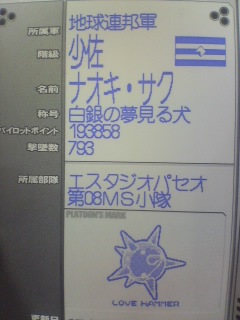 所属軍 地球連邦軍
階級 少佐
名前 ナオキ・サク
称号 白銀の夢見る犬
パイロットポイント 193858
撃墜数 793
所属部隊 エスタジオパセオ
第08MS小隊
PLATOON'S MARK
LOVE HAMMER
更新日